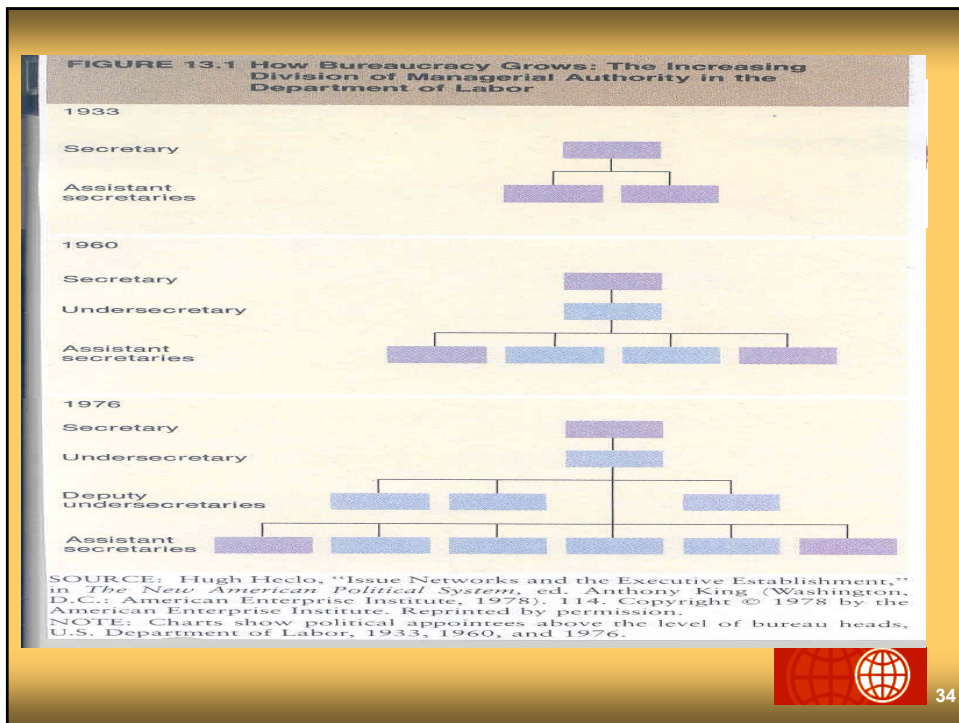 FIGURE 13.1 How Bureaucracy Grows: The Increasing
Division of Managerial Authority in the
Department of Labor
1933
Secretary
Assistant
secretaries
1960
Secretary
Undersecretary
Assistant
secretaries
1976
Secretary
Undersecretary
Deputy
undersecretaries
Assistant
secretaries
SOURCE: Hugh Heclo, “Issue Networks and the Executive Establishment,”
in The New American Political System, ed. Anthony King (Washington,
D.C.: American Enterprise Institute, 1978). 114. Copyright © 1978 by the
American Enterprise Institute. Reprinted by permission.
NOTE: Charts show political appointees above the level of bureau heads,
U.S. Department of Labor, 1933, 1960, and 1976.
34